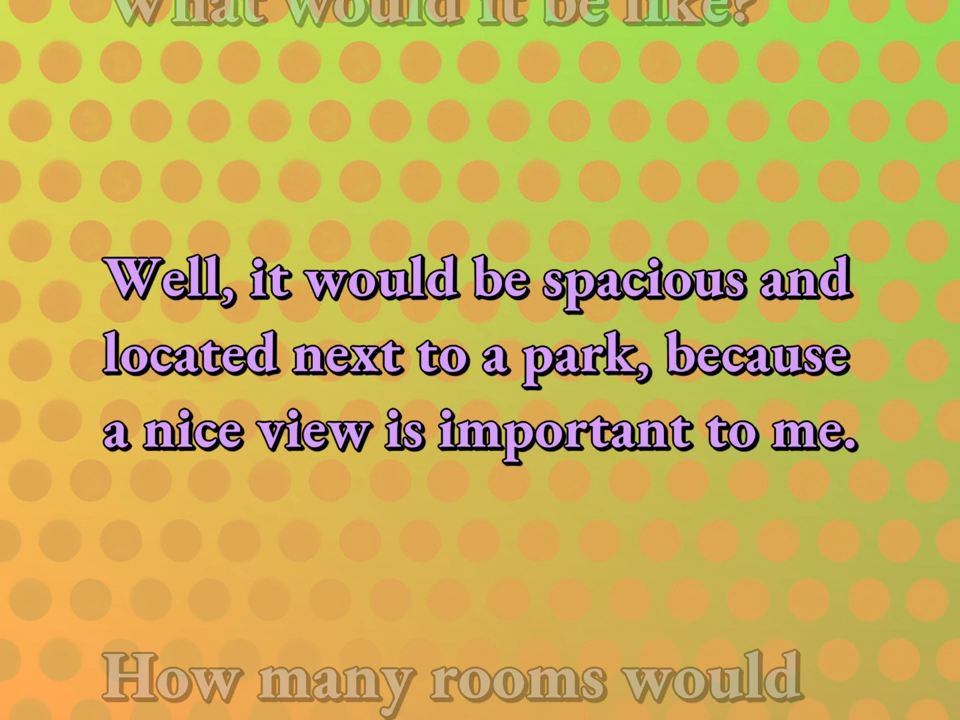 What would it be like?
Well, it would be spacious and
located next to a park, because
a nice view is important to me.
How many rooms would